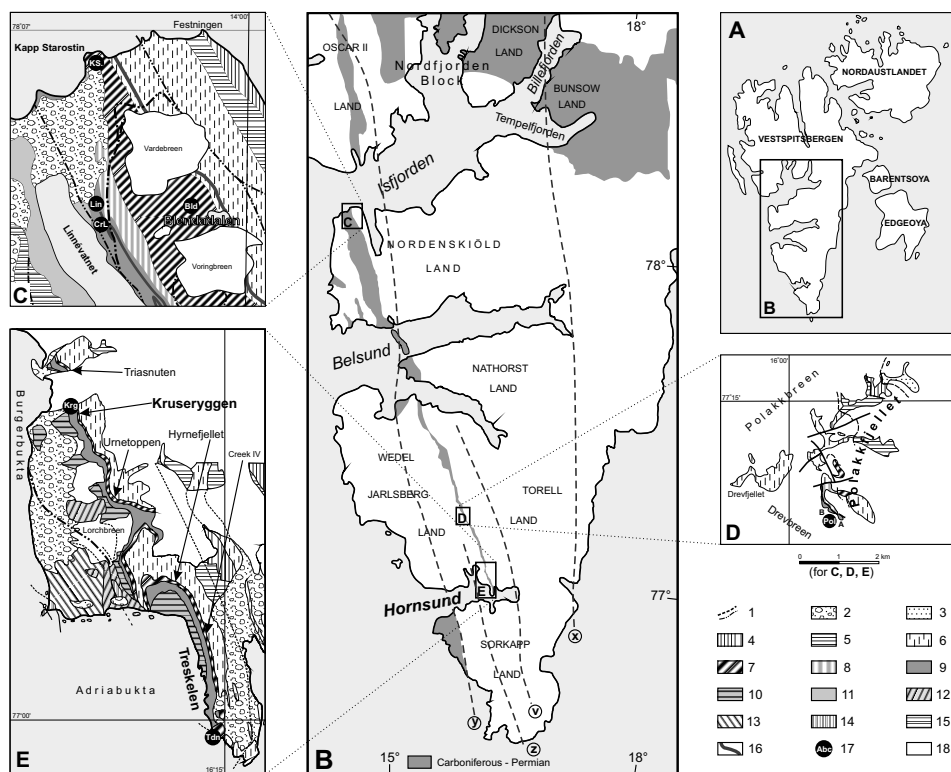 78°07'
14°00'
Festningen
Kapp Starostin
KS.
Vardebreen
Lin
Bld
Blendadalen
CrL
Linnévatnet
Voringbreen
C
18°
OSCAR II
LAND
DICKSON
LAND
Nordfjorden
Block
Billefjorden
BUNSOW
LAND
Tempelfjorden
78°
Isfjorden
C
NORDENSKIÖLD
LAND
78°
Belsund
NATHORST
LAND
WEDEL
JARLSBERG
LAND
TORELL
LAND
D
77°
Hornsund
E
SORKAPP
LAND
x
y
v
z
B
15°
18°
Carboniferous - Permian
A
NORDAUSTLANDET
VESTSPITSBERGEN
BARENTSOYA
EDGEOYA
B
16°00'
77°15'
Polakkbreen
Polakkfjellet
Drevfjellet
Drevbreen
B
Pol
A
D
0 1 2 km
(for C, D, E)
1 2 3
4 5 6
7 8 9
10 11 12
13 14 15
16 Abc 17 18
Triasnuten
Burgerbukta
Krg
Kruseryggen
Urnetoppen
Hyrnefjellet
Creek IV
Lorchbreen
Treskelen
Adriabukta
77°00'
Tdn
E
16°15'